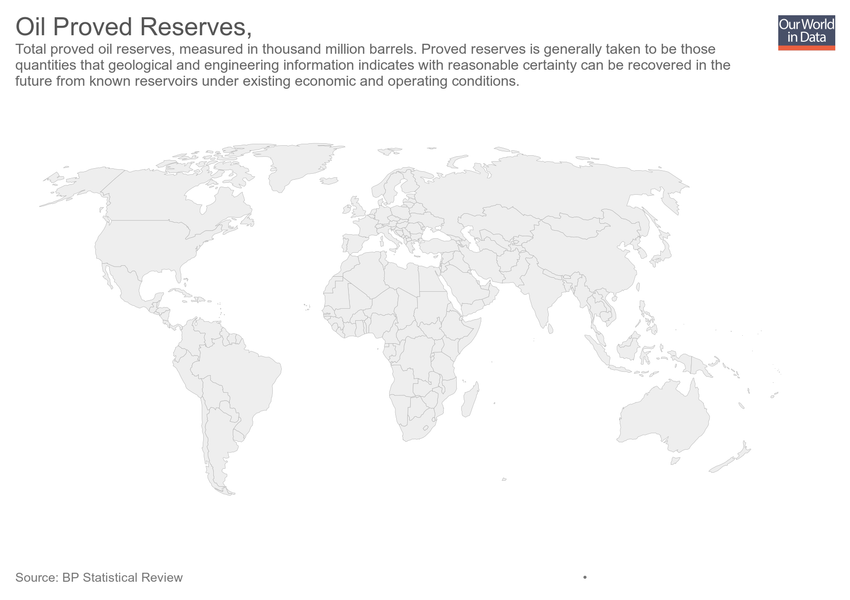 Oil Proved Reserves,
Our World
in Data
Total proved oil reserves, measured in thousand million barrels. Proved reserves is generally taken to be those
quantities that geological and engineering information indicates with reasonable certainty can be recovered in the
future from known reservoirs under existing economic and operating conditions.
Source: BP Statistical Review
•